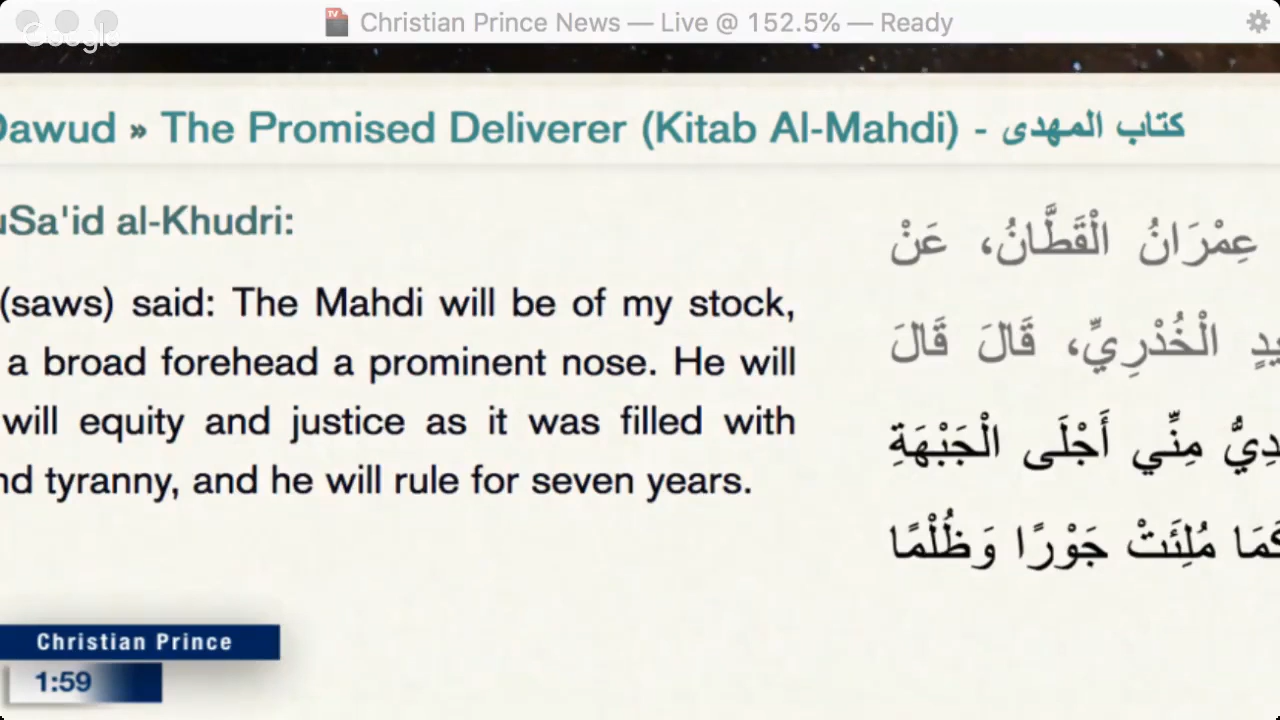 Christian Prince News — Live @ 152.5% — Ready
Google
Dawud » The Promised Deliverer (Kitab Al-Mahdi) - كتاب المهدى
uSa'id al-Khudri:
عِمْرَانُ الْقَطَّانُ، عَنْ
(saws) said: The Mahdi will be of my stock,
a broad forehead a prominent nose. He will
يدٍ الْخُدْرِيِّ، قَالَ قَالَ
will equity and justice as it was filled with
دِيُّ مِنِّي أَجْلَى الْجَبْهَةِ
nd tyranny, and he will rule for seven years.
كَمَا مُلِئَتْ جَوْرًا وَظُلْمًا
Christian Prince
1:59